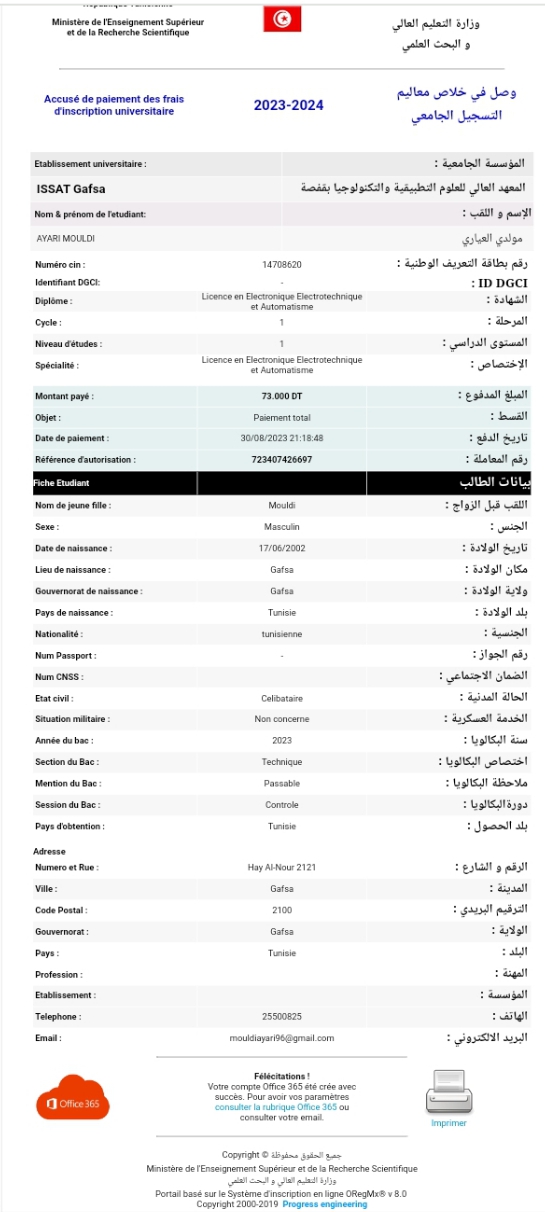 Ministère de l'Enseignement Supérieur
et de la Recherche Scientifique
وزارة التعليم العالي
و البحث العلمي
Accusé de paiement des frais
d'inscription universitaire
2023-2024
وصل في خلاص معاليم
التسجيل الجامعي
Etablissement universitaire : المؤسسة الجامعية :
ISSAT Gafsa المعهد العالي للعلوم التطبيقية والتكنولوجيا بقفصة
Nom & prénom de l'etudiant: الإسم و اللقب :
AYARI MOULDI مولدي العياري
Numéro cin : 14708620 رقم بطاقة التعريف الوطنية :
Identifiant DGCI: - ID DGCI :
Diplôme : Licence en Electronique Electrotechnique et Automatisme الشهادة :
Cycle : 1 المرحلة :
Niveau d'études : 1 المستوى الدراسي :
Spécialité : Licence en Electronique Electrotechnique et Automatisme الإختصاص :
Montant payé : 73.000 DT المبلغ المدفوع :
Objet : Paiement total القسط :
Date de paiement : 30/08/2023 21:18:48 تاريخ الدفع :
Référence d'autorisation : 723407426697 رقم المعاملة :
Fiche Etudiant بيانات الطالب
Nom de jeune fille : Mouldi اللقب قبل الزواج :
Sexe : Masculin الجنس :
Date de naissance : 17/06/2002 تاريخ الولادة :
Lieu de naissance : Gafsa مكان الولادة :
Gouvernorat de naissance : Gafsa ولاية الولادة :
Pays de naissance : Tunisie بلد الولادة :
Nationalité : tunisienne الجنسية :
Num Passport : - رقم الجواز :
Num CNSS : الضمان الاجتماعي :
Etat civil : Celibataire الحالة المدنية :
Situation militaire : Non concerne الخدمة العسكرية :
Année du bac : 2023 سنة البكالويا :
Section du Bac : Technique اختصاص البكالويا :
Mention du Bac : Passable ملاحظة البكالويا :
Session du Bac : Controle دورةالبكالويا :
Pays d'obtention : Tunisie بلد الحصول :
Adresse
Numero et Rue : Hay Al-Nour 2121 الرقم و الشارع :
Ville : Gafsa المدينة :
Code Postal : 2100 الترقيم البريدي :
Gouvernorat : Gafsa الولاية :
Pays : Tunisie البلد :
Profession : المهنة :
Etablissement : المؤسسة :
Telephone : 25500825 الهاتف :
Email : mouldiayari96@gmail.com البريد الالكتروني :
Office 365
Félécitations !
Votre compte Office 365 été crée avec
succès. Pour avoir vos paramètres
consulter la rubrique Office 365 ou
consulter votre email.
Imprimer
Copyright © جميع الحقوق محفوظة
Ministère de l'Enseignement Supérieur et de la Recherche Scientifique
وزارة التعليم العالي و البحث العلمي
Portail basé sur le Système d'inscription en ligne ORegMx® v 8.0
Copyright 2000-2019 Progress engineering